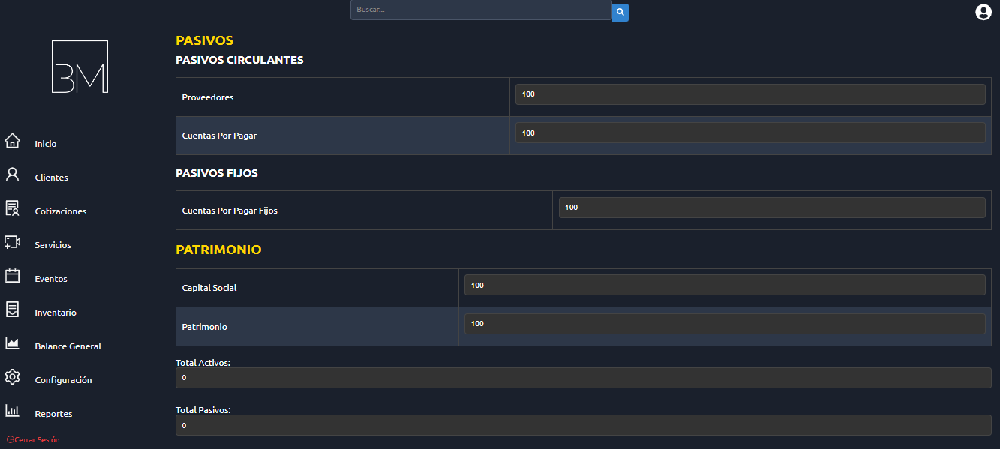 Buscar...
BM
PASIVOS
PASIVOS CIRCULANTES
Proveedores 100
Cuentas Por Pagar 100
PASIVOS FIJOS
Cuentas Por Pagar Fijos 100
PATRIMONIO
Capital Social 100
Patrimonio 100
Total Activos:
0
Total Pasivos:
0
Inicio
Clientes
Cotizaciones
Servicios
Eventos
Inventario
Balance General
Configuración
Reportes
Cerrar Sesión